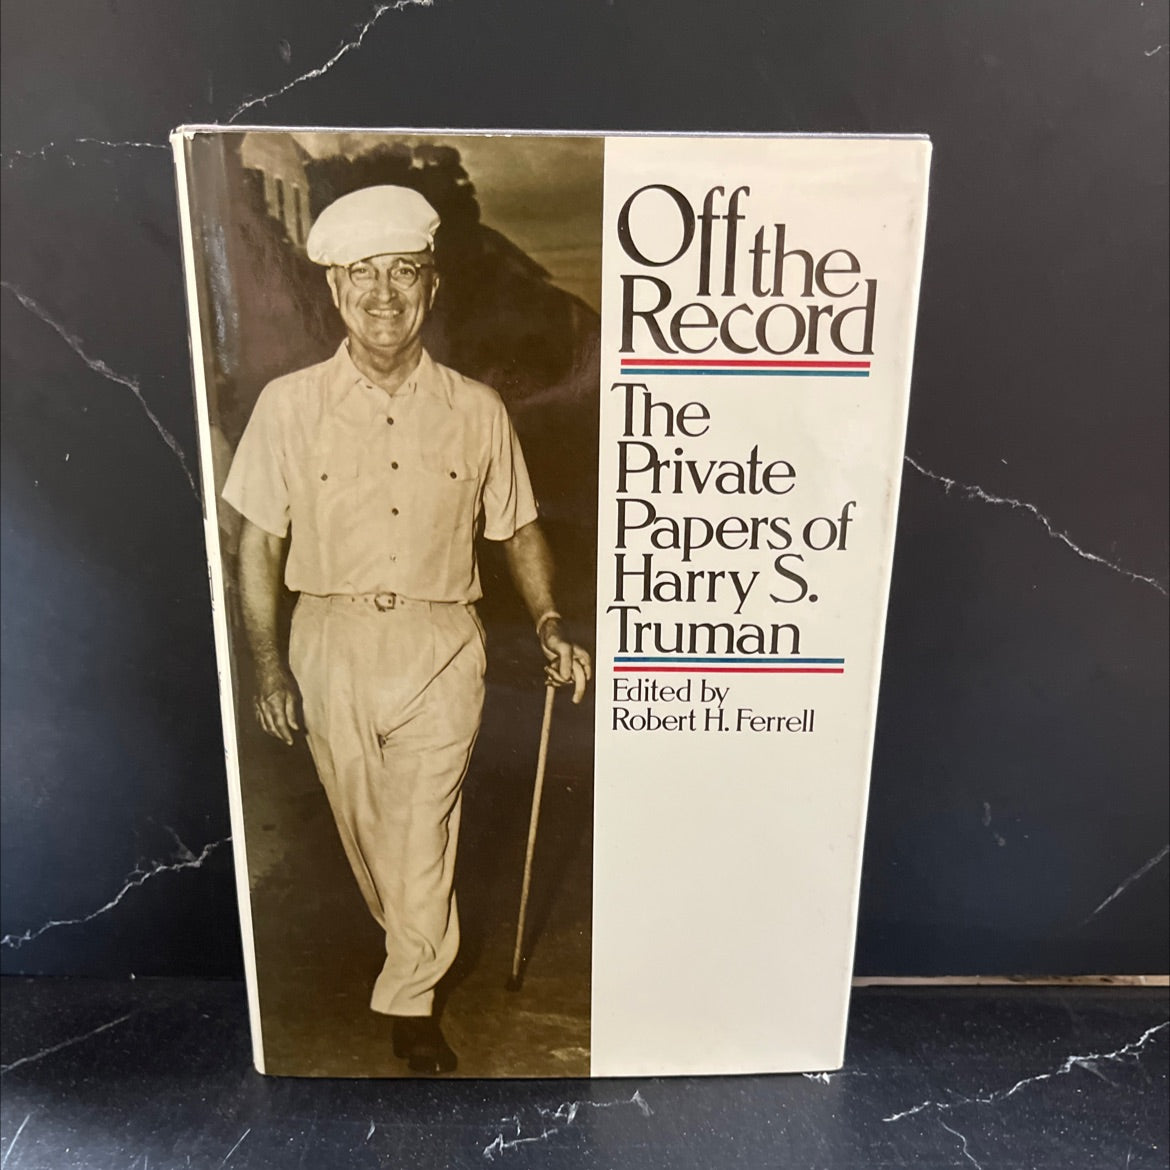 Off the
Record
The
Private
Papers of
Harry S.
Truman
Edited by
Robert H. Ferrell